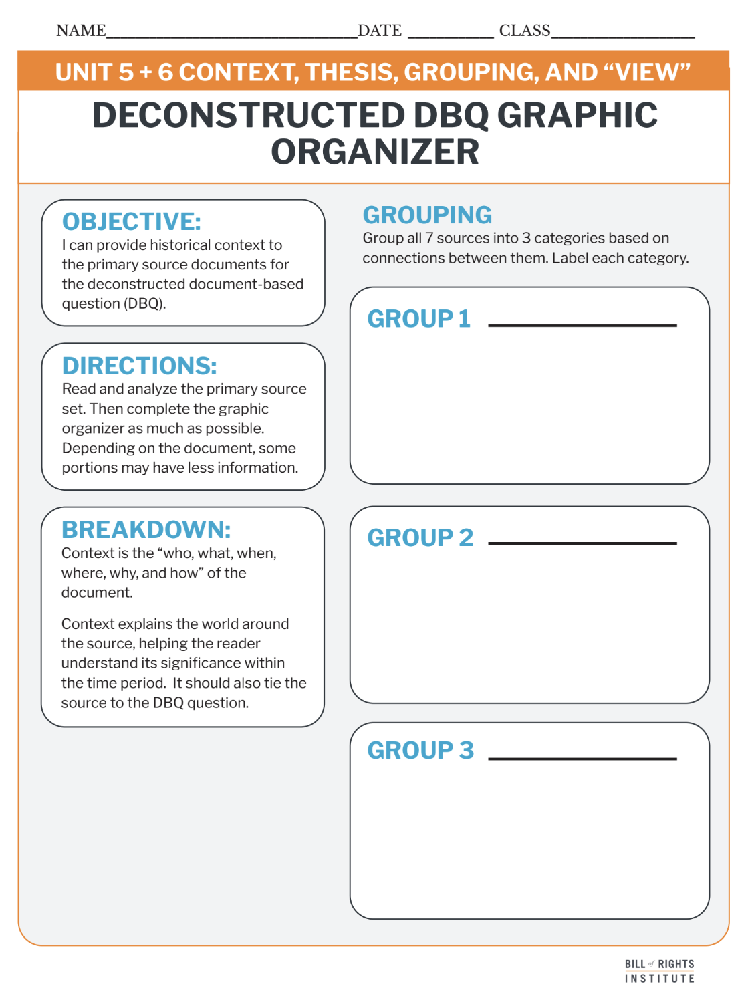 NAME___________________________________DATE ____________ CLASS____________________
UNIT 5 + 6 CONTEXT, THESIS, GROUPING, AND “VIEW”
DECONSTRUCTED DBQ GRAPHIC
ORGANIZER
OBJECTIVE:
I can provide historical context to
the primary source documents for
the deconstructed document-based
question (DBQ).
DIRECTIONS:
Read and analyze the primary source
set. Then complete the graphic
organizer as much as possible.
Depending on the document, some
portions may have less information.
BREAKDOWN:
Context is the “who, what, when,
where, why, and how” of the
document.
Context explains the world around
the source, helping the reader
understand its significance within
the time period.  It should also tie the
source to the DBQ question.
GROUPING
Group all 7 sources into 3 categories based on
connections between them. Label each category.
GROUP 1
GROUP 2
GROUP 3
BILL of RIGHTS
INSTITUTE